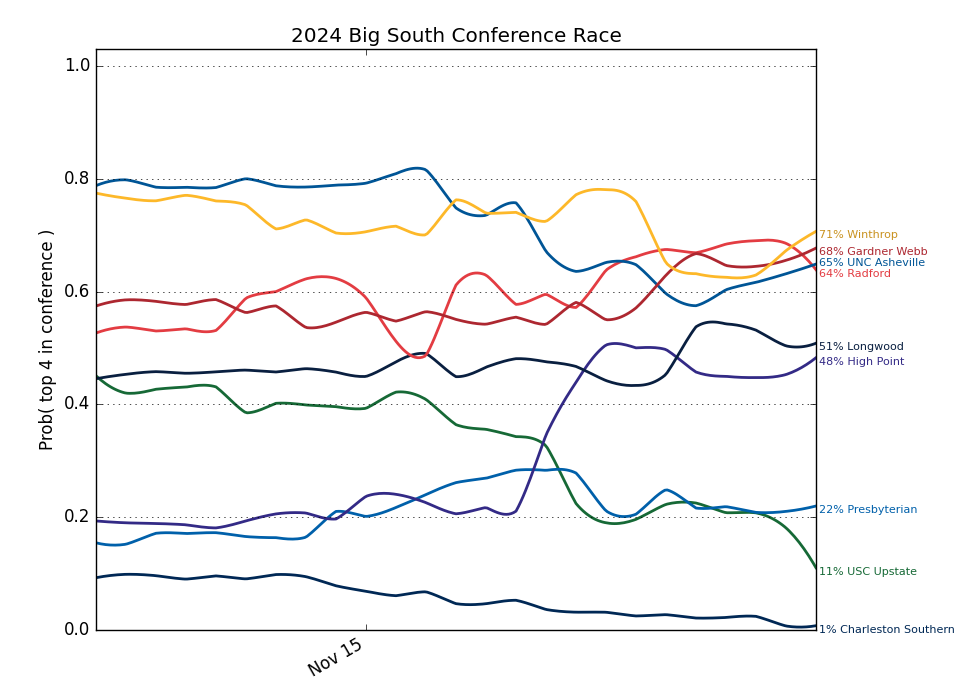 2024 Big South Conference Race
Prob( top 4 in conference )
1.0
0.8
0.6
0.4
0.2
0.0
Nov 15
71% Winthrop
68% Gardner Webb
65% UNC Asheville
64% Radford
51% Longwood
48% High Point
22% Presbyterian
11% USC Upstate
1% Charleston Southern